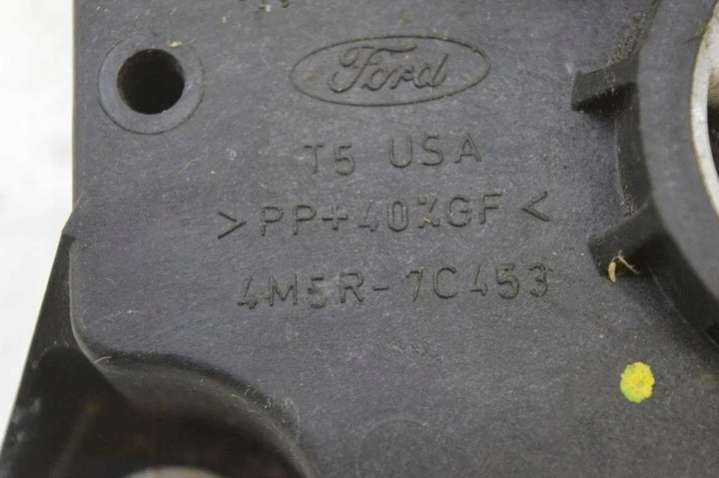 Ford
T5 USA
>PP+40%GF<
4M5R-7C453